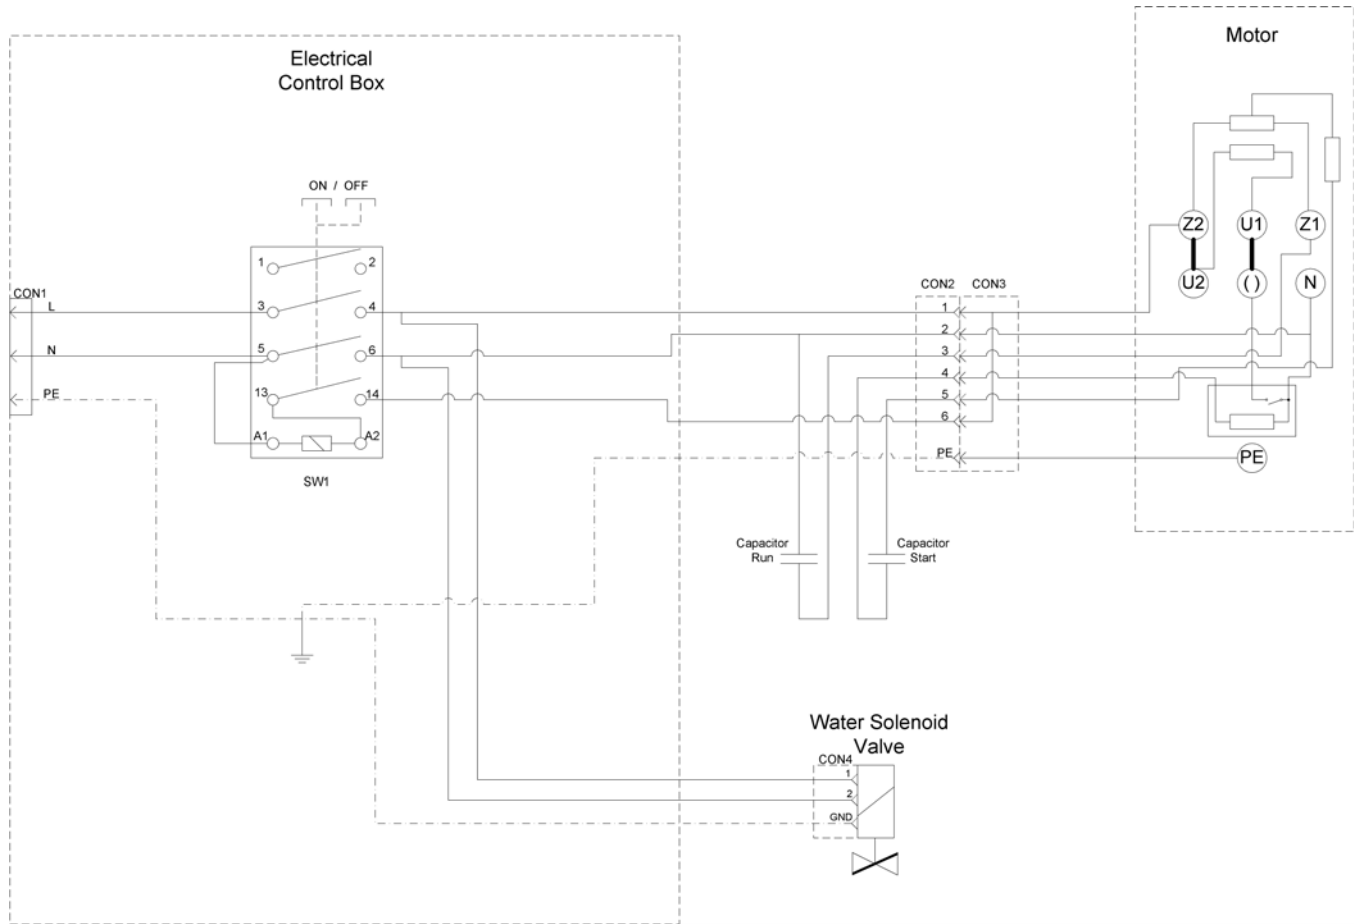 Motor
Electrical
Control Box
ON / OFF
1
2
CON1
L
3
4
N
5
6
PE
13
14
A1
A2
SW1
CON2
CON3
1
2
3
4
5
6
PE
Z2
U1
Z1
U2
( )
N
PE
Capacitor
Run
Capacitor
Start
Water Solenoid
Valve
CON4
1
2
GND